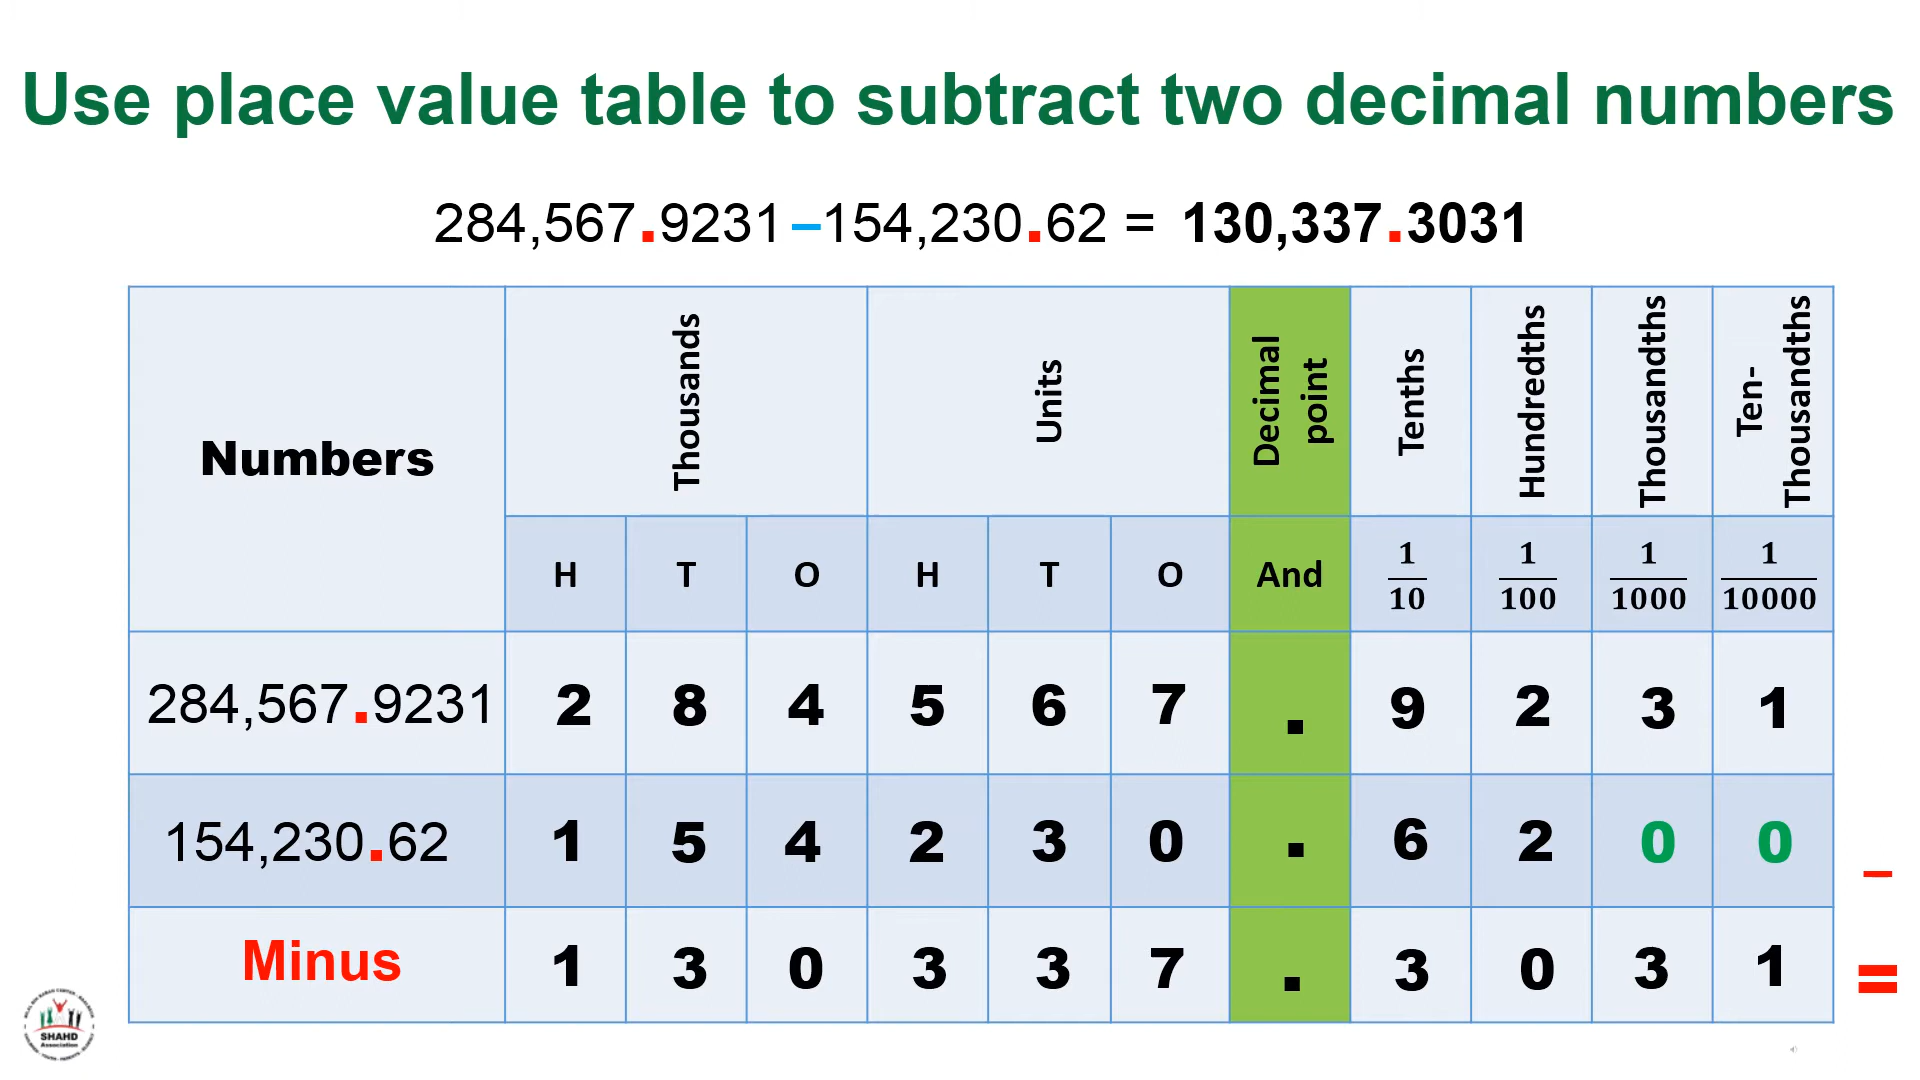 Use place value table to subtract two decimal numbers
284,567.9231 – 154,230.62 = 130,337.3031
Numbers Thousands Units Decimal point Tenths Hundredths Thousandths Ten-Thousandths
H T O H T O And 1/10 1/100 1/1000 1/10000
284,567.9231 2 8 4 5 6 7 . 9 2 3 1
154,230.62 1 5 4 2 3 0 . 6 2 0 0 –
Minus 1 3 0 3 3 7 . 3 0 3 1 =
SHAHD
Association